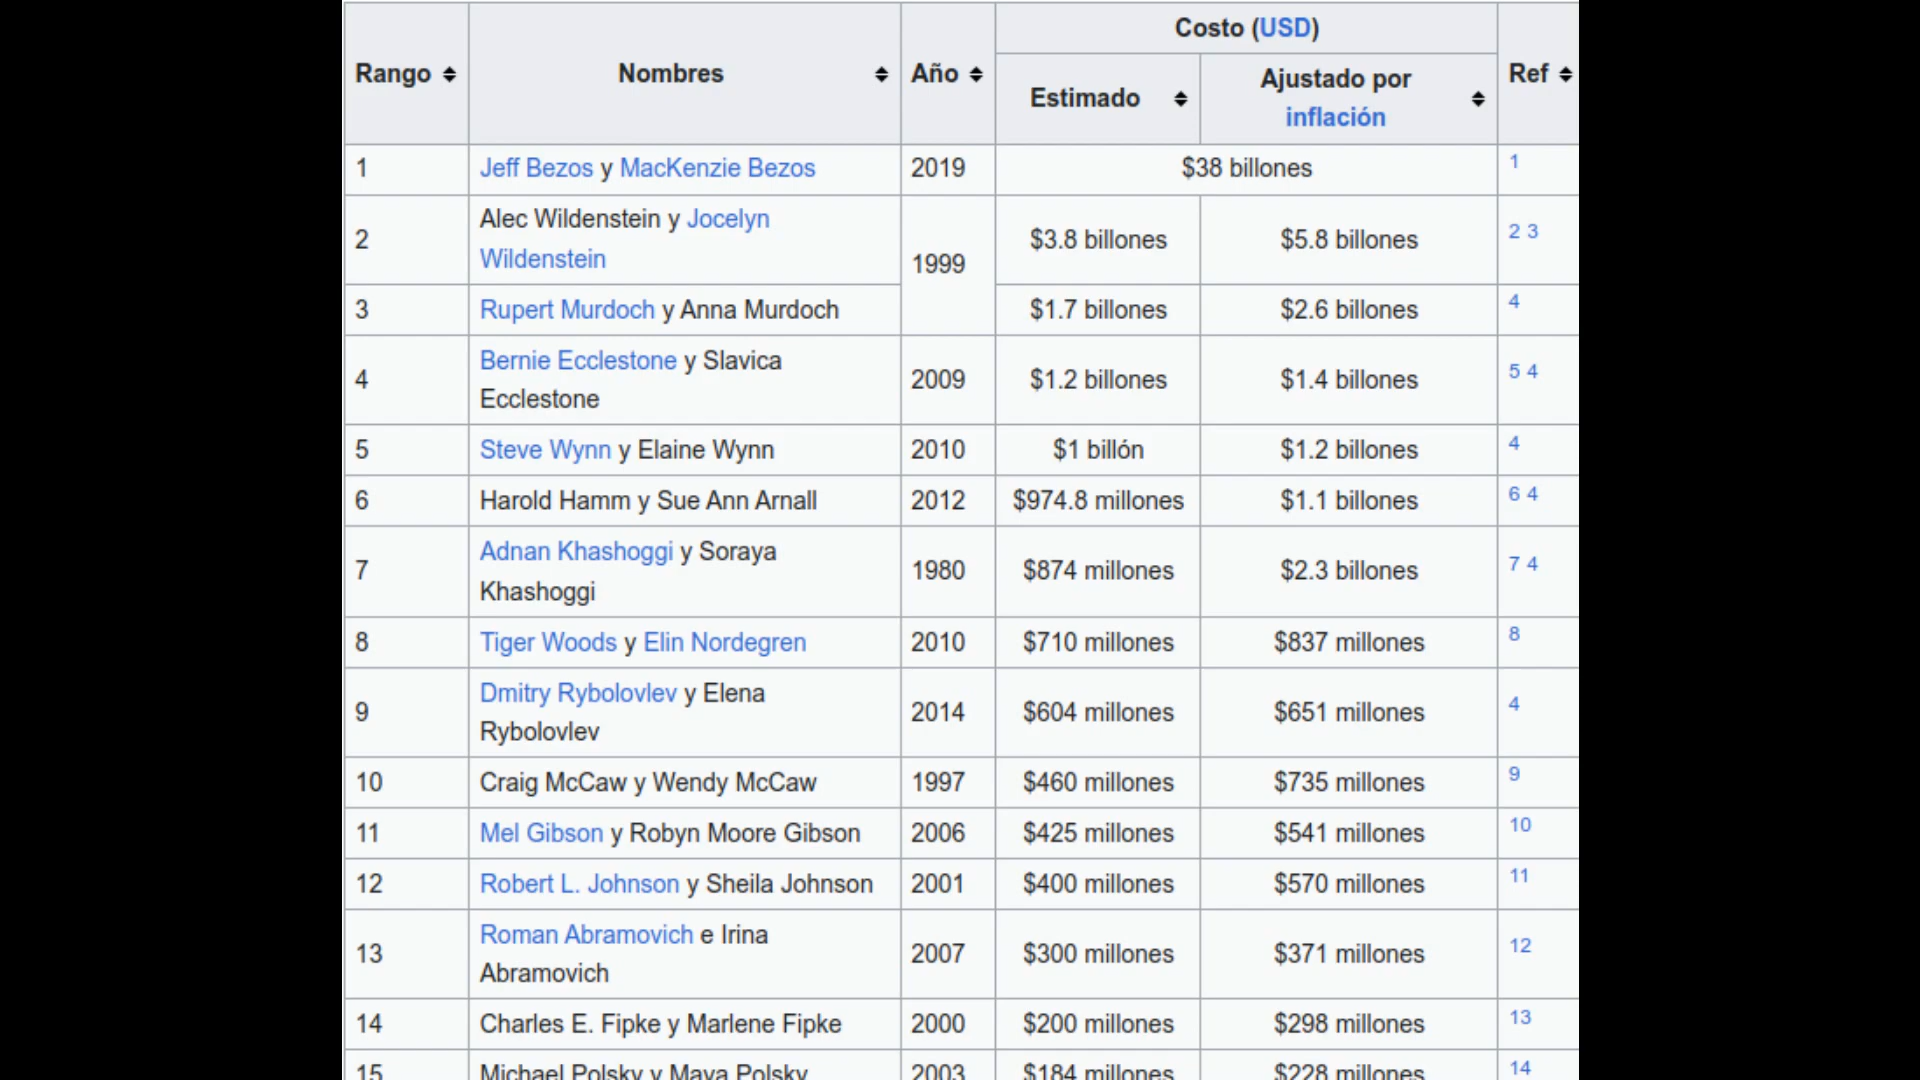 Rango Nombres Año Costo (USD) Ref
Estimado Ajustado por
inflación
1 Jeff Bezos y MacKenzie Bezos 2019 $38 billones 1
2 Alec Wildenstein y Jocelyn
Wildenstein 1999 $3.8 billones $5.8 billones 2 3
3 Rupert Murdoch y Anna Murdoch $1.7 billones $2.6 billones 4
4 Bernie Ecclestone y Slavica
Ecclestone 2009 $1.2 billones $1.4 billones 5 4
5 Steve Wynn y Elaine Wynn 2010 $1 billón $1.2 billones 4
6 Harold Hamm y Sue Ann Arnall 2012 $974.8 millones $1.1 billones 6 4
7 Adnan Khashoggi y Soraya
Khashoggi 1980 $874 millones $2.3 billones 7 4
8 Tiger Woods y Elin Nordegren 2010 $710 millones $837 millones 8
9 Dmitry Rybolovlev y Elena
Rybolovlev 2014 $604 millones $651 millones 4
10 Craig McCaw y Wendy McCaw 1997 $460 millones $735 millones 9
11 Mel Gibson y Robyn Moore Gibson 2006 $425 millones $541 millones 10
12 Robert L. Johnson y Sheila Johnson 2001 $400 millones $570 millones 11
13 Roman Abramovich e Irina
Abramovich 2007 $300 millones $371 millones 12
14 Charles E. Fipke y Marlene Fipke 2000 $200 millones $298 millones 13
15 Michael Polsky y Maya Polsky 2003 $184 millones $228 millones 14